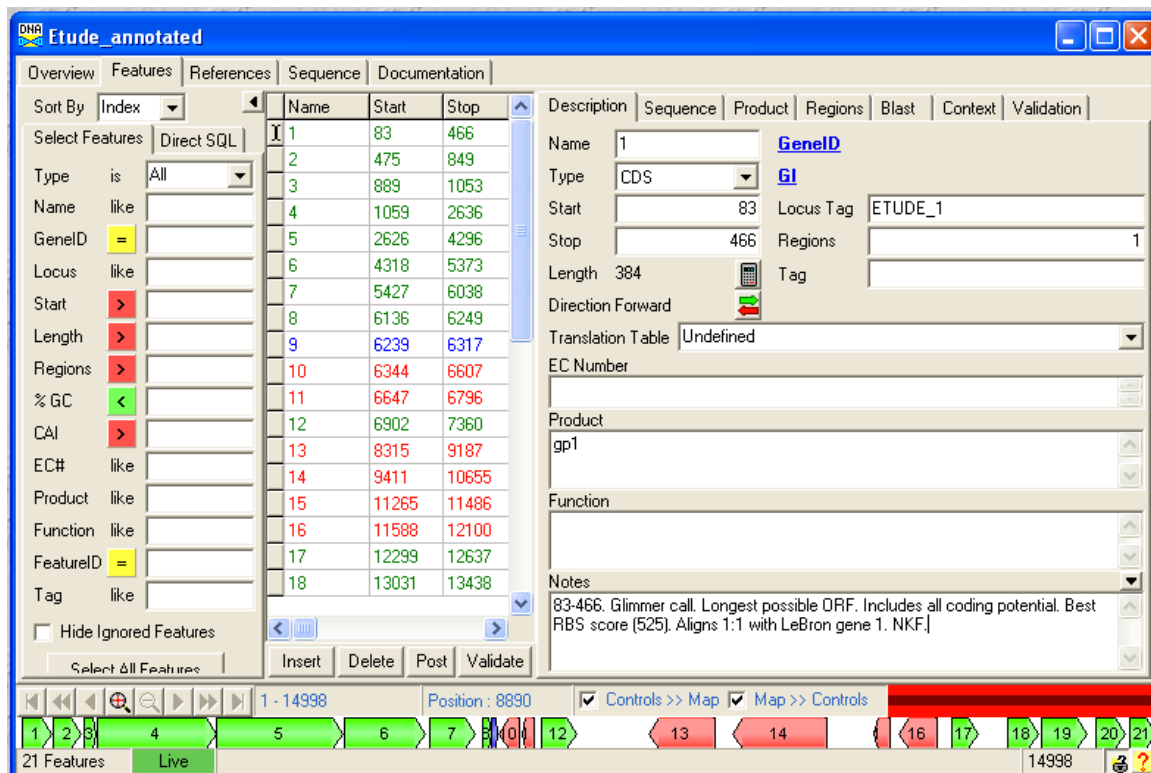 Etude_annotated
Overview Features References Sequence Documentation
Sort By Index
Select Features Direct SQL
Type is All
Name like
GeneID =
Locus like
Start >
Length >
Regions >
% GC <
CAI >
EC# like
Product like
Function like
FeatureID =
Tag like
Hide Ignored Features
Select All Features
Name Start Stop
1 83 466
2 475 849
3 889 1053
4 1059 2636
5 2626 4296
6 4318 5373
7 5427 6038
8 6136 6249
9 6239 6317
10 6344 6607
11 6647 6796
12 6902 7360
13 8315 9187
14 9411 10655
15 11265 11486
16 11588 12100
17 12299 12637
18 13031 13438
Insert Delete Post Validate
Description Sequence Product Regions Blast Context Validation
Name 1 GeneID
Type CDS GI
Start 83 Locus Tag ETUDE_1
Stop 466 Regions 1
Length 384 Tag
Direction Forward
Translation Table Undefined
EC Number
Product
gp1
Function
Notes
83-466. Glimmer call. Longest possible ORF. Includes all coding potential. Best
RBS score (525). Aligns 1:1 with LeBron gene 1. NKF.
1 - 14998 Position : 8890 Controls >> Map Map >> Controls
1 2 3 4 5 6 7 8 0 12 13 14 16 17 18 19 20 21
21 Features Live 14998